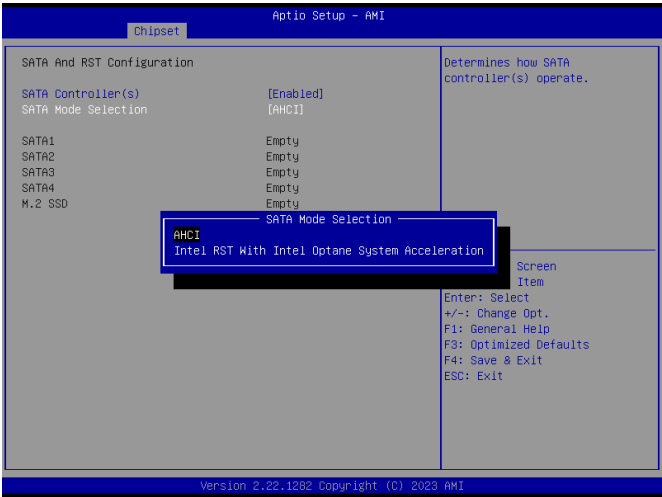 Aptio Setup – AMI
Chipset
SATA And RST Configuration
SATA Controller(s) [Enabled]
SATA Mode Selection [AHCI]
SATA1 Empty
SATA2 Empty
SATA3 Empty
SATA4 Empty
M.2 SSD Empty
Determines how SATA
controller(s) operate.
SATA Mode Selection
AHCI
Intel RST With Intel Optane System Acceleration
Screen
Item
Enter: Select
+/-: Change Opt.
F1: General Help
F3: Optimized Defaults
F4: Save & Exit
ESC: Exit
Version 2.22.1282 Copyright (C) 2023 AMI